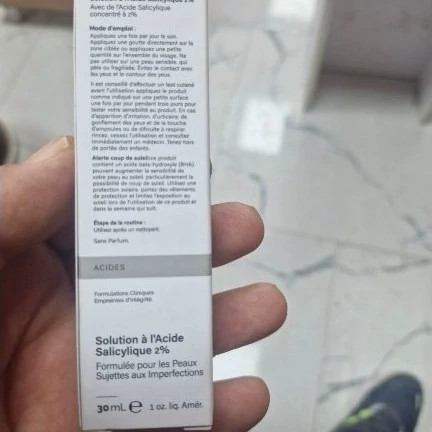 Avec de l'Acide Salicylique
concentré à 2%
Mode d'emploi :
Appliquez une fois par jour le soir.
Appliquez une goutte directement sur la
zone ciblée ou appliquez une petite
quantité sur l'ensemble du visage. Ne
pas utiliser sur une peau sensible, qui
pèle ou fragilisée. Évitez le contact avec
les yeux et le contour des yeux.
Il est conseillé d'effectuer un test cutané
avant l'utilisation appliquez le produit
comme indiqué sur une petite surface
une fois par jour pendant trois jours pour
tester votre sensibilité au produit. En cas
d'apparition d'irritation, d'urticaire, de
gonflement des yeux et de la bouche
d'ampoules ou de difficulté à respirer,
rincez, cessez l'utilisation et consultez
immédiatement un médecin. Tenez hors
de portée des enfants.
Alerte coup de soleil:ce produit
contient un acide bêta-hydroxyle (BHA)
pouvant augmenter la sensibilité de
votre peau au soleil particulièrement la
possibilité de coup de soleil. Utilisez une
protection solaire, portez des vêtements
de protection et limitez l'exposition au
soleil lors de l'utilisation de ce produit et
dans la semaine qui suit.
Étape de la routine :
Utilisez après un nettoyant.
Sans Parfum.
ACIDES
Formulations Cliniques
Empreintes d'Intégrité.
Solution à l'Acide
Salicylique 2%
Formulée pour les Peaux
Sujettes aux Imperfections
30 mL e 1 oz. liq. Amér.